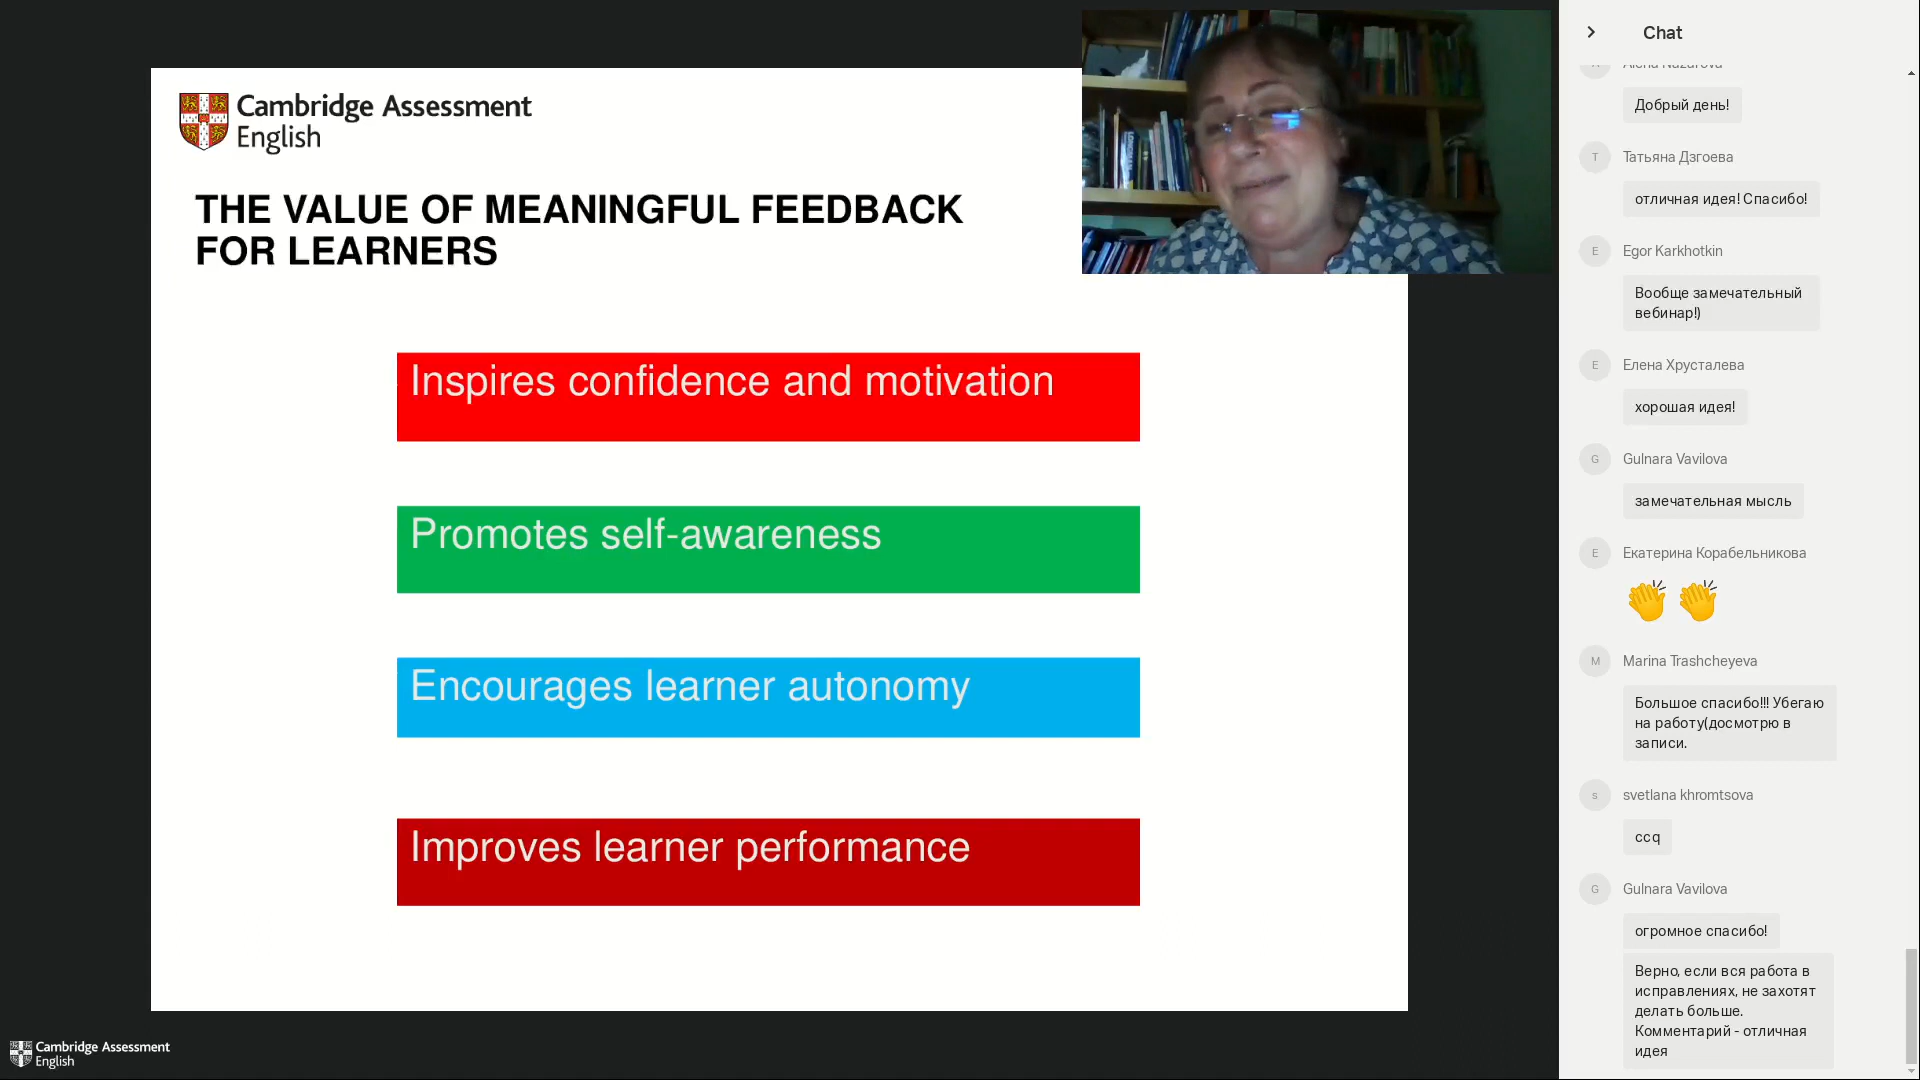 Cambridge Assessment
English
THE VALUE OF MEANINGFUL FEEDBACK
FOR LEARNERS
Inspires confidence and motivation
Promotes self-awareness
Encourages learner autonomy
Improves learner performance
Cambridge Assessment
English
Chat
Alena Nazarova
Добрый день!
T
Татьяна Дзгоева
отличная идея! Спасибо!
E
Egor Karkhotkin
Вообще замечательный
вебинар!)
Е
Елена Хрусталева
хорошая идея!
G
Gulnara Vavilova
замечательная мысль
Е
Екатерина Корабельникова
M
Marina Trashcheyeva
Большое спасибо!!! Убегаю
на работу(досмотрю в
записи.
s
svetlana khromtsova
ccq
G
Gulnara Vavilova
огромное спасибо!
Верно, если вся работа в
исправлениях, не захотят
делать больше.
Комментарий - отличная
идея